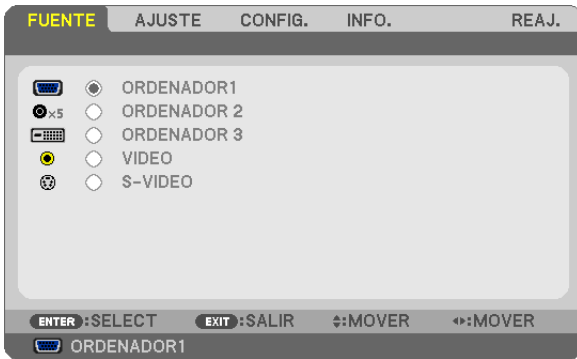 FUENTE AJUSTE CONFIG. INFO. REAJ.
ORDENADOR1
×5 ORDENADOR 2
ORDENADOR 3
VIDEO
S-VIDEO
ENTER :SELECT EXIT :SALIR :MOVER :MOVER
ORDENADOR1